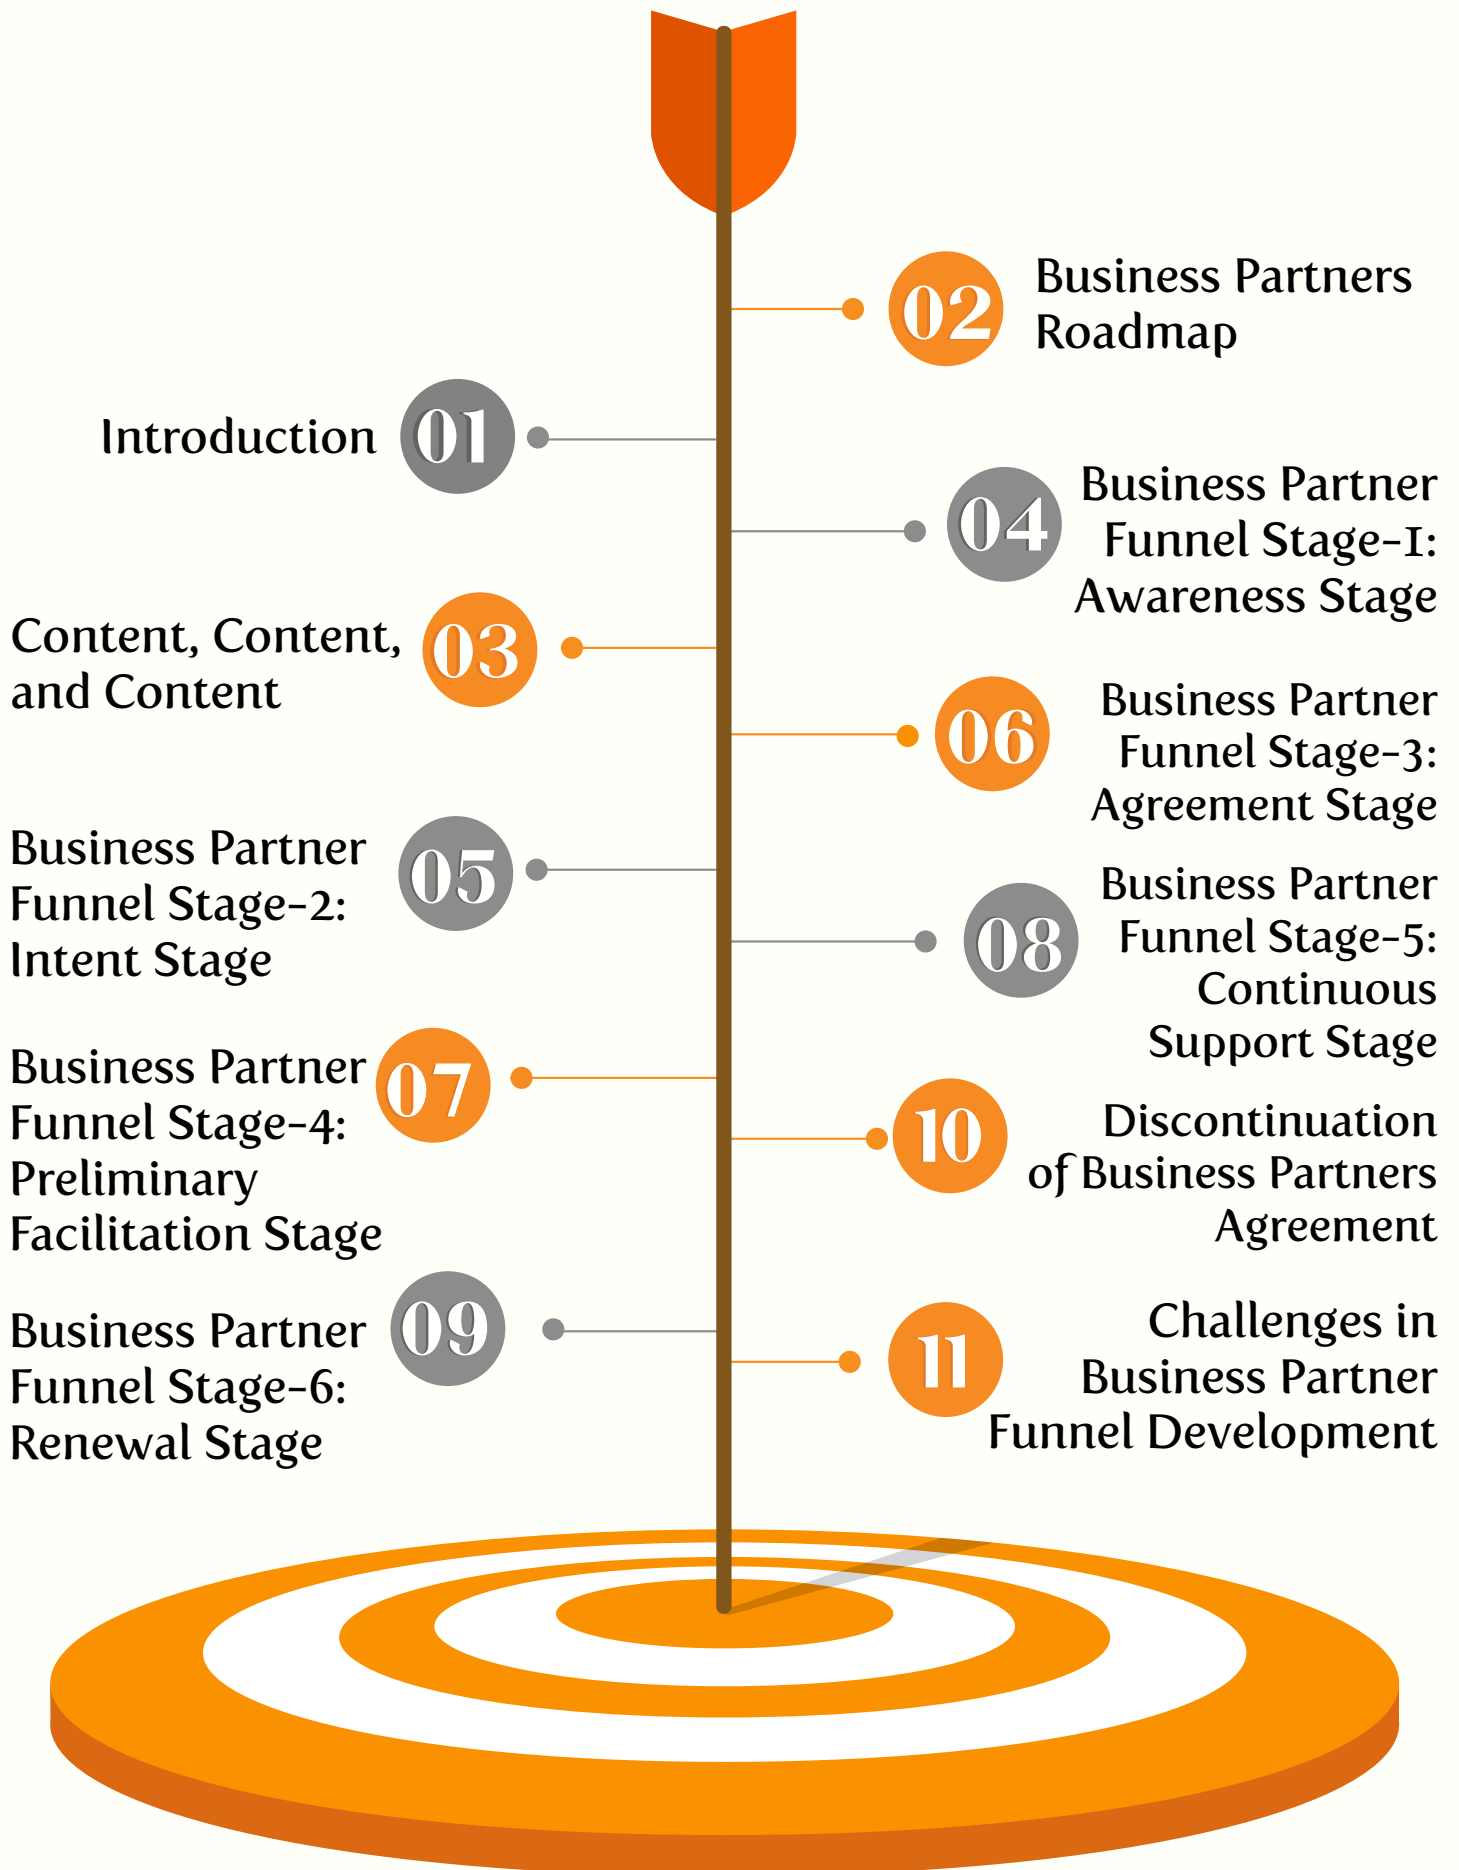 02
Business Partners
Roadmap
Introduction
01
04
Business Partner
Funnel Stage-1:
Awareness Stage
Content, Content,
and Content
03
06
Business Partner
Funnel Stage-3:
Agreement Stage
Business Partner
Funnel Stage-2:
Intent Stage
05
08
Business Partner
Funnel Stage-5:
Continuous
Support Stage
Business Partner
Funnel Stage-4:
Preliminary
Facilitation Stage
07
10
Discontinuation
of Business Partners
Agreement
Business Partner
Funnel Stage-6:
Renewal Stage
09
11
Challenges in
Business Partner
Funnel Development